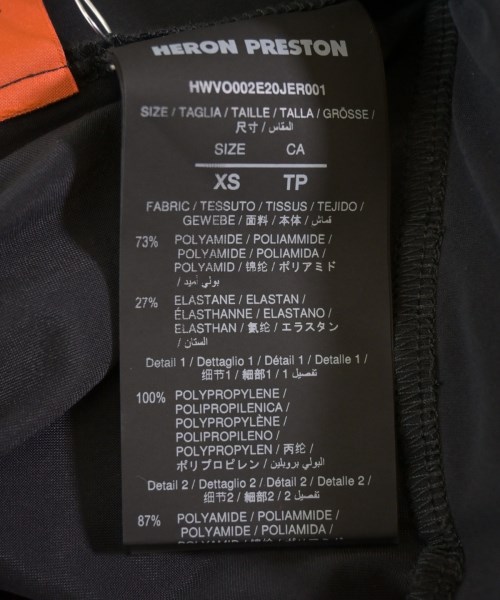 HERON PRESTON
HWVO002E20JER001
SIZE / TAGLIA / TAILLE / TALLA / GRÖSSE /
尺寸 / المقاس
SIZE CA
XS TP
FABRIC / TESSUTO / TISSUS / TEJIDO /
GEWEBE / 面料 / 本体 / قماش
73% POLYAMIDE / POLIAMMIDE /
POLYAMIDE / POLIAMIDA /
POLYAMID / 锦纶 / ポリアミド
/ بولي أميد
27% ELASTANE / ELASTAN /
ÉLASTHANNE / ELASTANO /
ELASTHAN / 氨纶 / エラスタン
/ الستان
Detail 1 / Dettaglio 1 / Détail 1 / Detalle 1 /
细节1 / 細部1 / تفصيل 1
100% POLYPROPYLENE /
POLIPROPILENICA /
POLYPROPYLÈNE /
POLIPROPILENO /
POLYPROPYLEN / 丙纶 /
ポリプロピレン / البولي بروبلين
Detail 2 / Dettaglio 2 / Détail 2 / Detalle 2 /
细节2 / 細部2 / تفصيل 2
87% POLYAMIDE / POLIAMMIDE /
POLYAMIDE / POLIAMIDA /